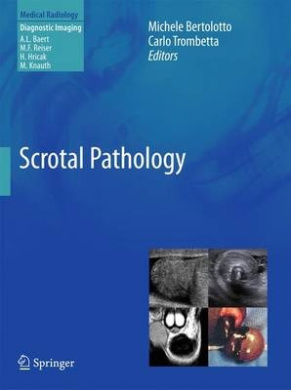 Medical Radiology
Diagnostic Imaging
A.L. Baert
M.F. Reiser
H. Hricak
M. Knauth
Michele Bertolotto
Carlo Trombetta
Editors
Scrotal Pathology
Springer